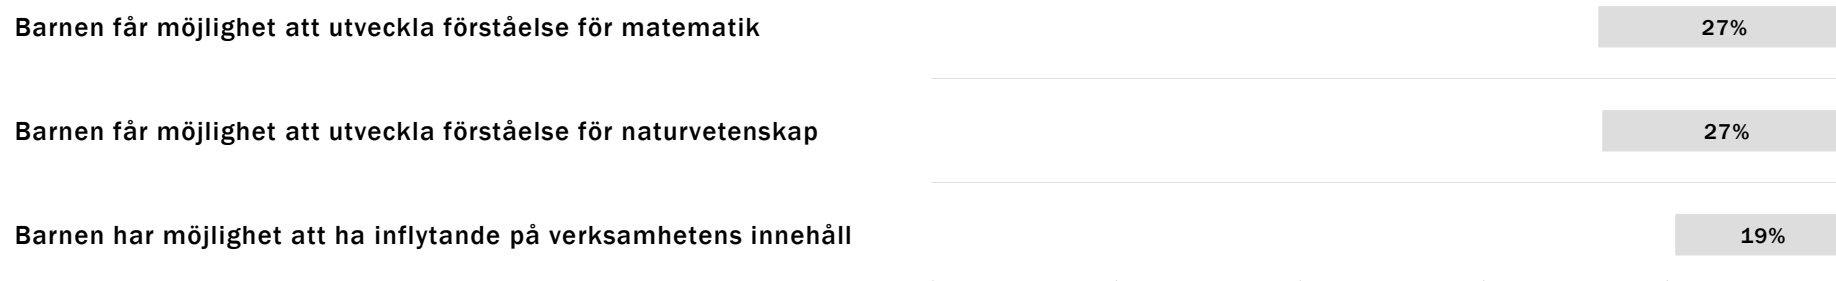 Barnen får möjlighet att utveckla förståelse för matematik 27%
Barnen får möjlighet att utveckla förståelse för naturvetenskap 27%
Barnen har möjlighet att ha inflytande på verksamhetens innehåll 19%